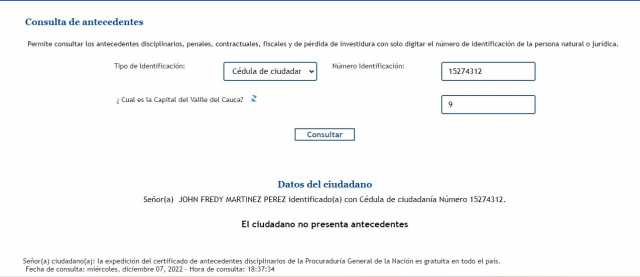 Consulta de antecedentes
Permite consultar los antecedentes disciplinarios, penales, contractuales, fiscales y de pérdida de investidura con solo digitar el número de identificación de la persona natural o jurídica.
Tipo de Identificación: Cédula de ciudadar Número Identificación: 15274312
¿ Cual es la Capital del Vallle del Cauca? 9
Consultar
Datos del ciudadano
Señor(a) JOHN FREDY MARTINEZ PEREZ identificado(a) con Cédula de ciudadanía Número 15274312.
El ciudadano no presenta antecedentes
Señor(a) ciudadano(a): la expedición del certificado de antecedentes disciplinarios de la Procuraduría General de la Nación es gratuita en todo el país.
Fecha de consulta: miércoles, diciembre 07, 2022 - Hora de consulta: 18:37:34